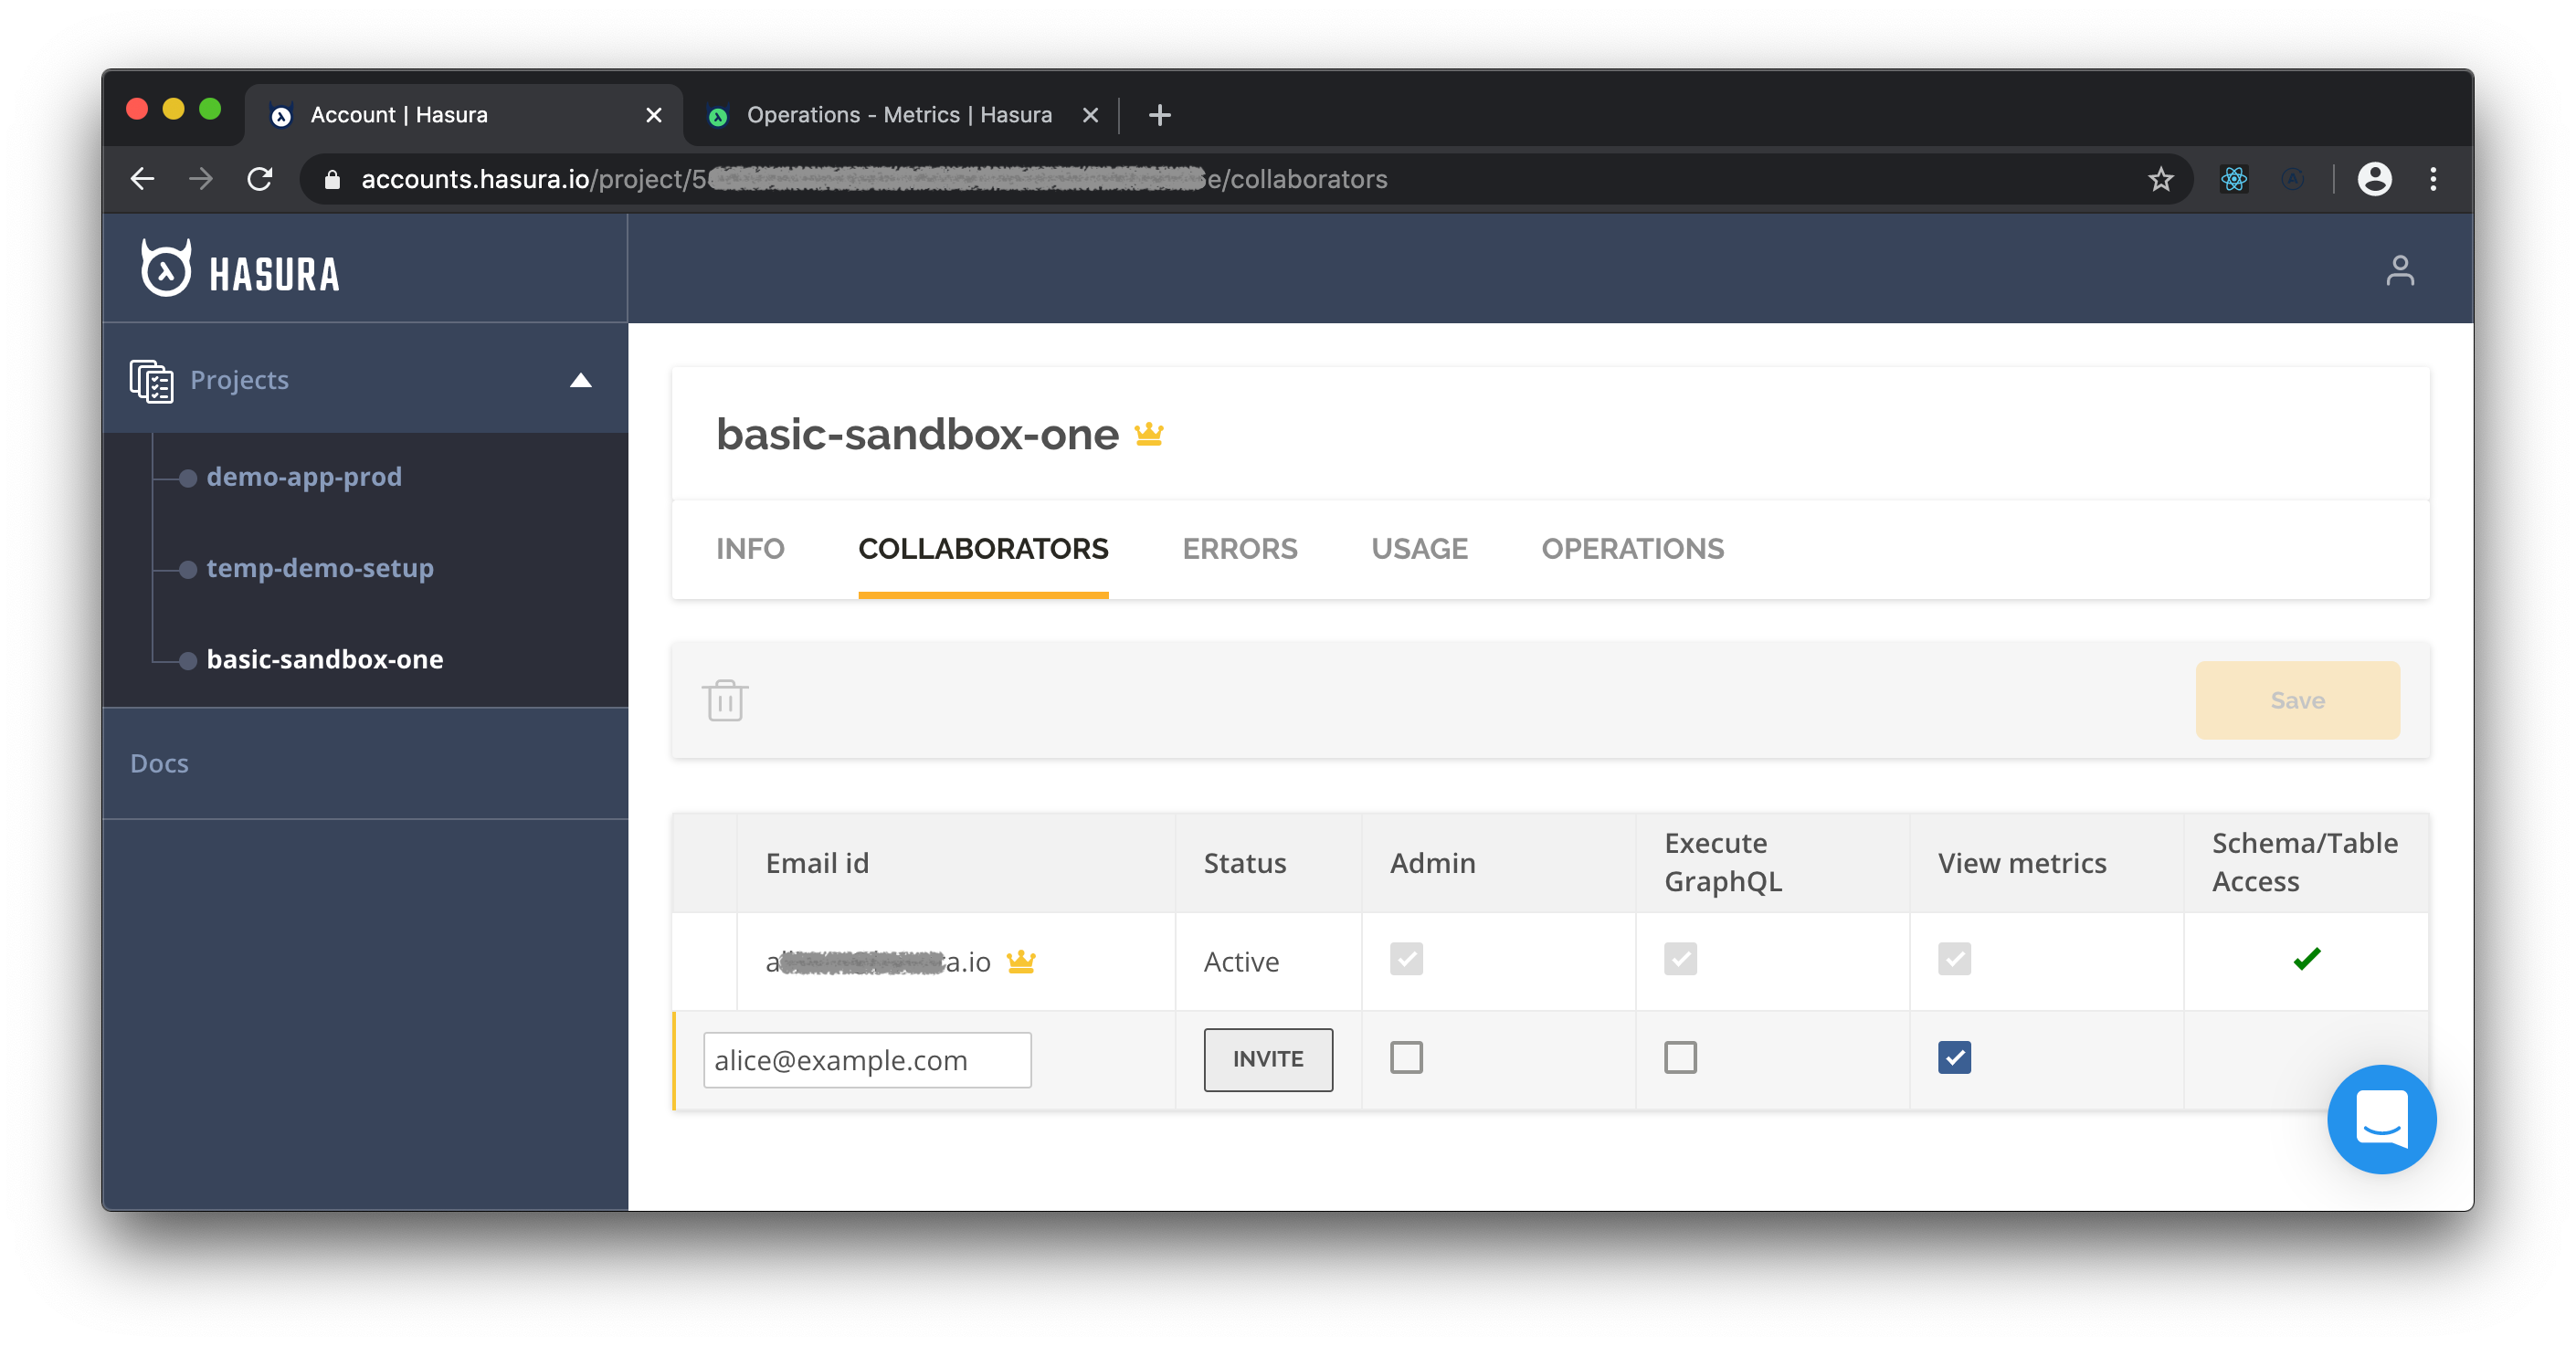 Account | Hasura
Operations - Metrics | Hasura
accounts.hasura.io/project/5 e/collaborators
HASURA
Projects
demo-app-prod
temp-demo-setup
basic-sandbox-one
Docs
basic-sandbox-one
INFO COLLABORATORS ERRORS USAGE OPERATIONS
Save
Email id Status Admin Execute GraphQL View metrics Schema/Table Access
a a.io Active
alice@example.com INVITE